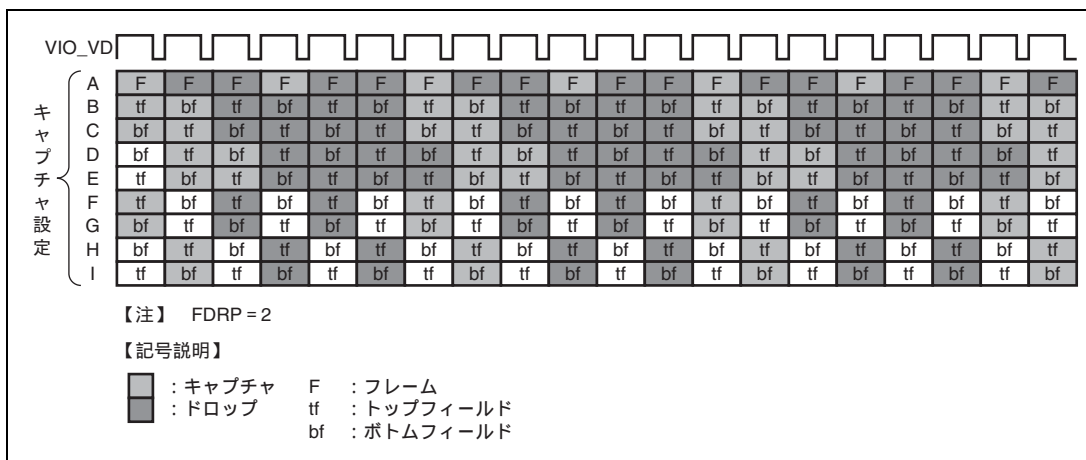 VIO_VD
キャプチャ設定
A F F F F F F F F F F F F F F F F F F F F
B tf bf tf bf tf bf tf bf tf bf tf bf tf bf tf bf tf bf tf bf
C bf tf bf tf bf tf bf tf bf tf bf tf bf tf bf tf bf tf bf tf
D bf tf bf tf bf tf bf tf bf tf bf tf bf tf bf tf bf tf bf tf
E tf bf tf bf tf bf tf bf tf bf tf bf tf bf tf bf tf bf tf bf
F tf bf tf bf tf bf tf bf tf bf tf bf tf bf tf bf tf bf tf bf
G bf tf bf tf bf tf bf tf bf tf bf tf bf tf bf tf bf tf bf tf
H bf tf bf tf bf tf bf tf bf tf bf tf bf tf bf tf bf tf bf tf
I tf bf tf bf tf bf tf bf tf bf tf bf tf bf tf bf tf bf tf bf
【注】 FDRP = 2
【記号説明】
：キャプチャ F ：フレーム
：ドロップ tf ：トップフィールド
bf ：ボトムフィールド